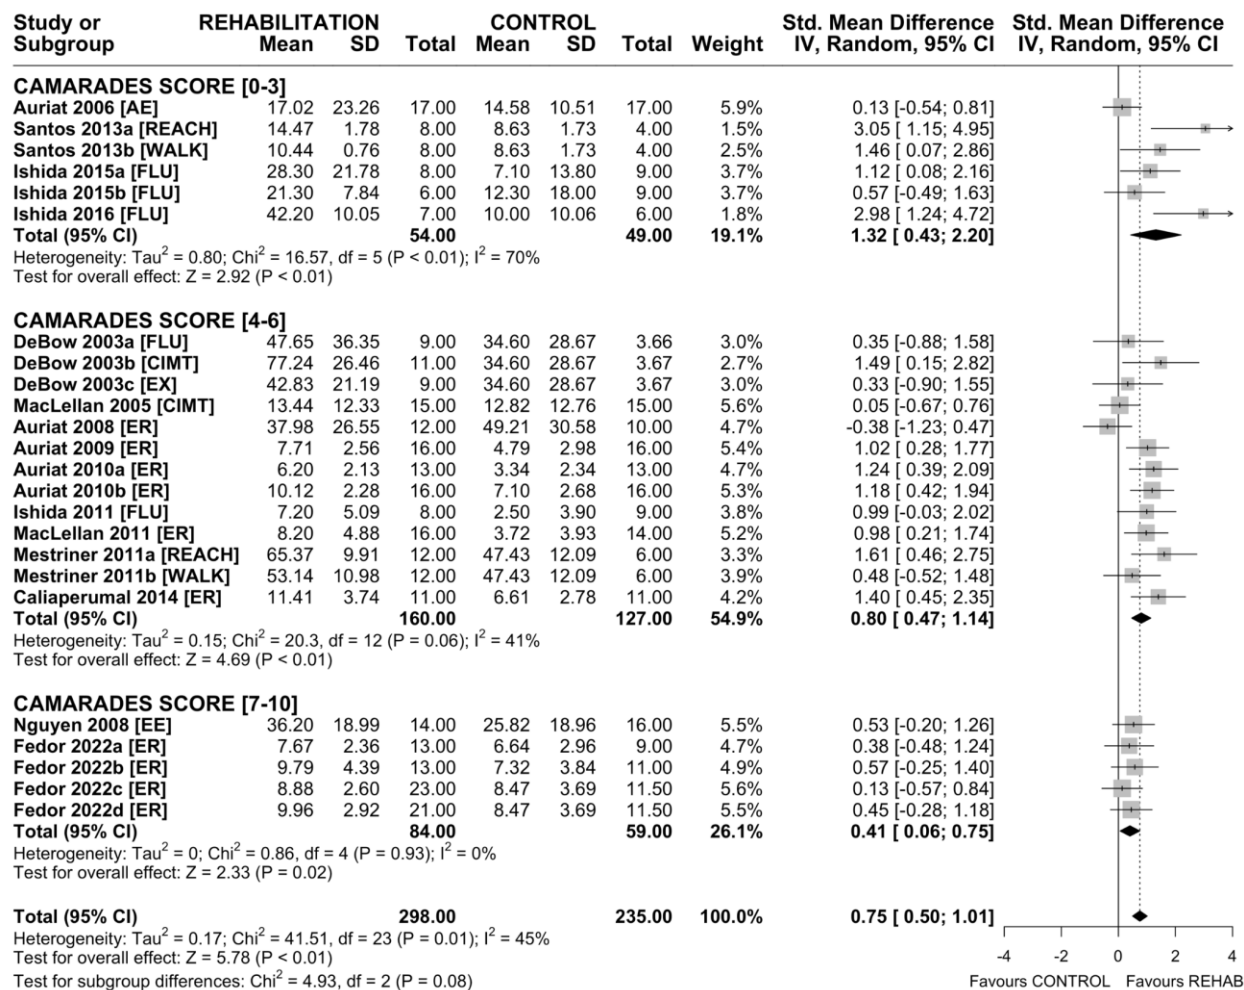 Study or REHABILITATION CONTROL Std. Mean Difference Std. Mean Difference
Subgroup Mean SD Total Mean SD Total Weight IV, Random, 95% CI IV, Random, 95% CI
CAMARADES SCORE [0-3]
Auriat 2006 [AE] 17.02 23.26 17.00 14.58 10.51 17.00 5.9% 0.13 [-0.54; 0.81]
Santos 2013a [REACH] 14.47 1.78 8.00 8.63 1.73 4.00 1.5% 3.05 [ 1.15; 4.95]
Santos 2013b [WALK] 10.44 0.76 8.00 8.63 1.73 4.00 2.5% 1.46 [ 0.07; 2.86]
Ishida 2015a [FLU] 28.30 21.78 8.00 7.10 13.80 9.00 3.7% 1.12 [ 0.08; 2.16]
Ishida 2015b [FLU] 21.30 7.84 6.00 12.30 18.00 9.00 3.7% 0.57 [-0.49; 1.63]
Ishida 2016 [FLU] 42.20 10.05 7.00 10.00 10.06 6.00 1.8% 2.98 [ 1.24; 4.72]
Total (95% CI) 54.00 49.00 19.1% 1.32 [ 0.43; 2.20]
Heterogeneity: Tau² = 0.80; Chi² = 16.57, df = 5 (P < 0.01); I² = 70%
Test for overall effect: Z = 2.92 (P < 0.01)
CAMARADES SCORE [4-6]
DeBow 2003a [FLU] 47.65 36.35 9.00 34.60 28.67 3.66 3.0% 0.35 [-0.88; 1.58]
DeBow 2003b [CIMT] 77.24 26.46 11.00 34.60 28.67 3.67 2.7% 1.49 [ 0.15; 2.82]
DeBow 2003c [EX] 42.83 21.19 9.00 34.60 28.67 3.67 3.0% 0.33 [-0.90; 1.55]
MacLellan 2005 [CIMT] 13.44 12.33 15.00 12.82 12.76 15.00 5.6% 0.05 [-0.67; 0.76]
Auriat 2008 [ER] 37.98 26.55 12.00 49.21 30.58 10.00 4.7% -0.38 [-1.23; 0.47]
Auriat 2009 [ER] 7.71 2.56 16.00 4.79 2.98 16.00 5.4% 1.02 [ 0.28; 1.77]
Auriat 2010a [ER] 6.20 2.13 13.00 3.34 2.34 13.00 4.7% 1.24 [ 0.39; 2.09]
Auriat 2010b [ER] 10.12 2.28 16.00 7.10 2.68 16.00 5.3% 1.18 [ 0.42; 1.94]
Ishida 2011 [FLU] 7.20 5.09 8.00 2.50 3.90 9.00 3.8% 0.99 [-0.03; 2.02]
MacLellan 2011 [ER] 8.20 4.88 16.00 3.72 3.93 14.00 5.2% 0.98 [ 0.21; 1.74]
Mestriner 2011a [REACH] 65.37 9.91 12.00 47.43 12.09 6.00 3.3% 1.61 [ 0.46; 2.75]
Mestriner 2011b [WALK] 53.14 10.98 12.00 47.43 12.09 6.00 3.9% 0.48 [-0.52; 1.48]
Caliaperumal 2014 [ER] 11.41 3.74 11.00 6.61 2.78 11.00 4.2% 1.40 [ 0.45; 2.35]
Total (95% CI) 160.00 127.00 54.9% 0.80 [ 0.47; 1.14]
Heterogeneity: Tau² = 0.15; Chi² = 20.3, df = 12 (P = 0.06); I² = 41%
Test for overall effect: Z = 4.69 (P < 0.01)
CAMARADES SCORE [7-10]
Nguyen 2008 [EE] 36.20 18.99 14.00 25.82 18.96 16.00 5.5% 0.53 [-0.20; 1.26]
Fedor 2022a [ER] 7.67 2.36 13.00 6.64 2.96 9.00 4.7% 0.38 [-0.48; 1.24]
Fedor 2022b [ER] 9.79 4.39 13.00 7.32 3.84 11.00 4.9% 0.57 [-0.25; 1.40]
Fedor 2022c [ER] 8.88 2.60 23.00 8.47 3.69 11.50 5.6% 0.13 [-0.57; 0.84]
Fedor 2022d [ER] 9.96 2.92 21.00 8.47 3.69 11.50 5.5% 0.45 [-0.28; 1.18]
Total (95% CI) 84.00 59.00 26.1% 0.41 [ 0.06; 0.75]
Heterogeneity: Tau² = 0; Chi² = 0.86, df = 4 (P = 0.93); I² = 0%
Test for overall effect: Z = 2.33 (P = 0.02)
Total (95% CI) 298.00 235.00 100.0% 0.75 [ 0.50; 1.01]
Heterogeneity: Tau² = 0.17; Chi² = 41.51, df = 23 (P = 0.01); I² = 45%
Test for overall effect: Z = 5.78 (P < 0.01)
Test for subgroup differences: Chi² = 4.93, df = 2 (P = 0.08)
-4 -2 0 2 4
Favours CONTROL Favours REHAB